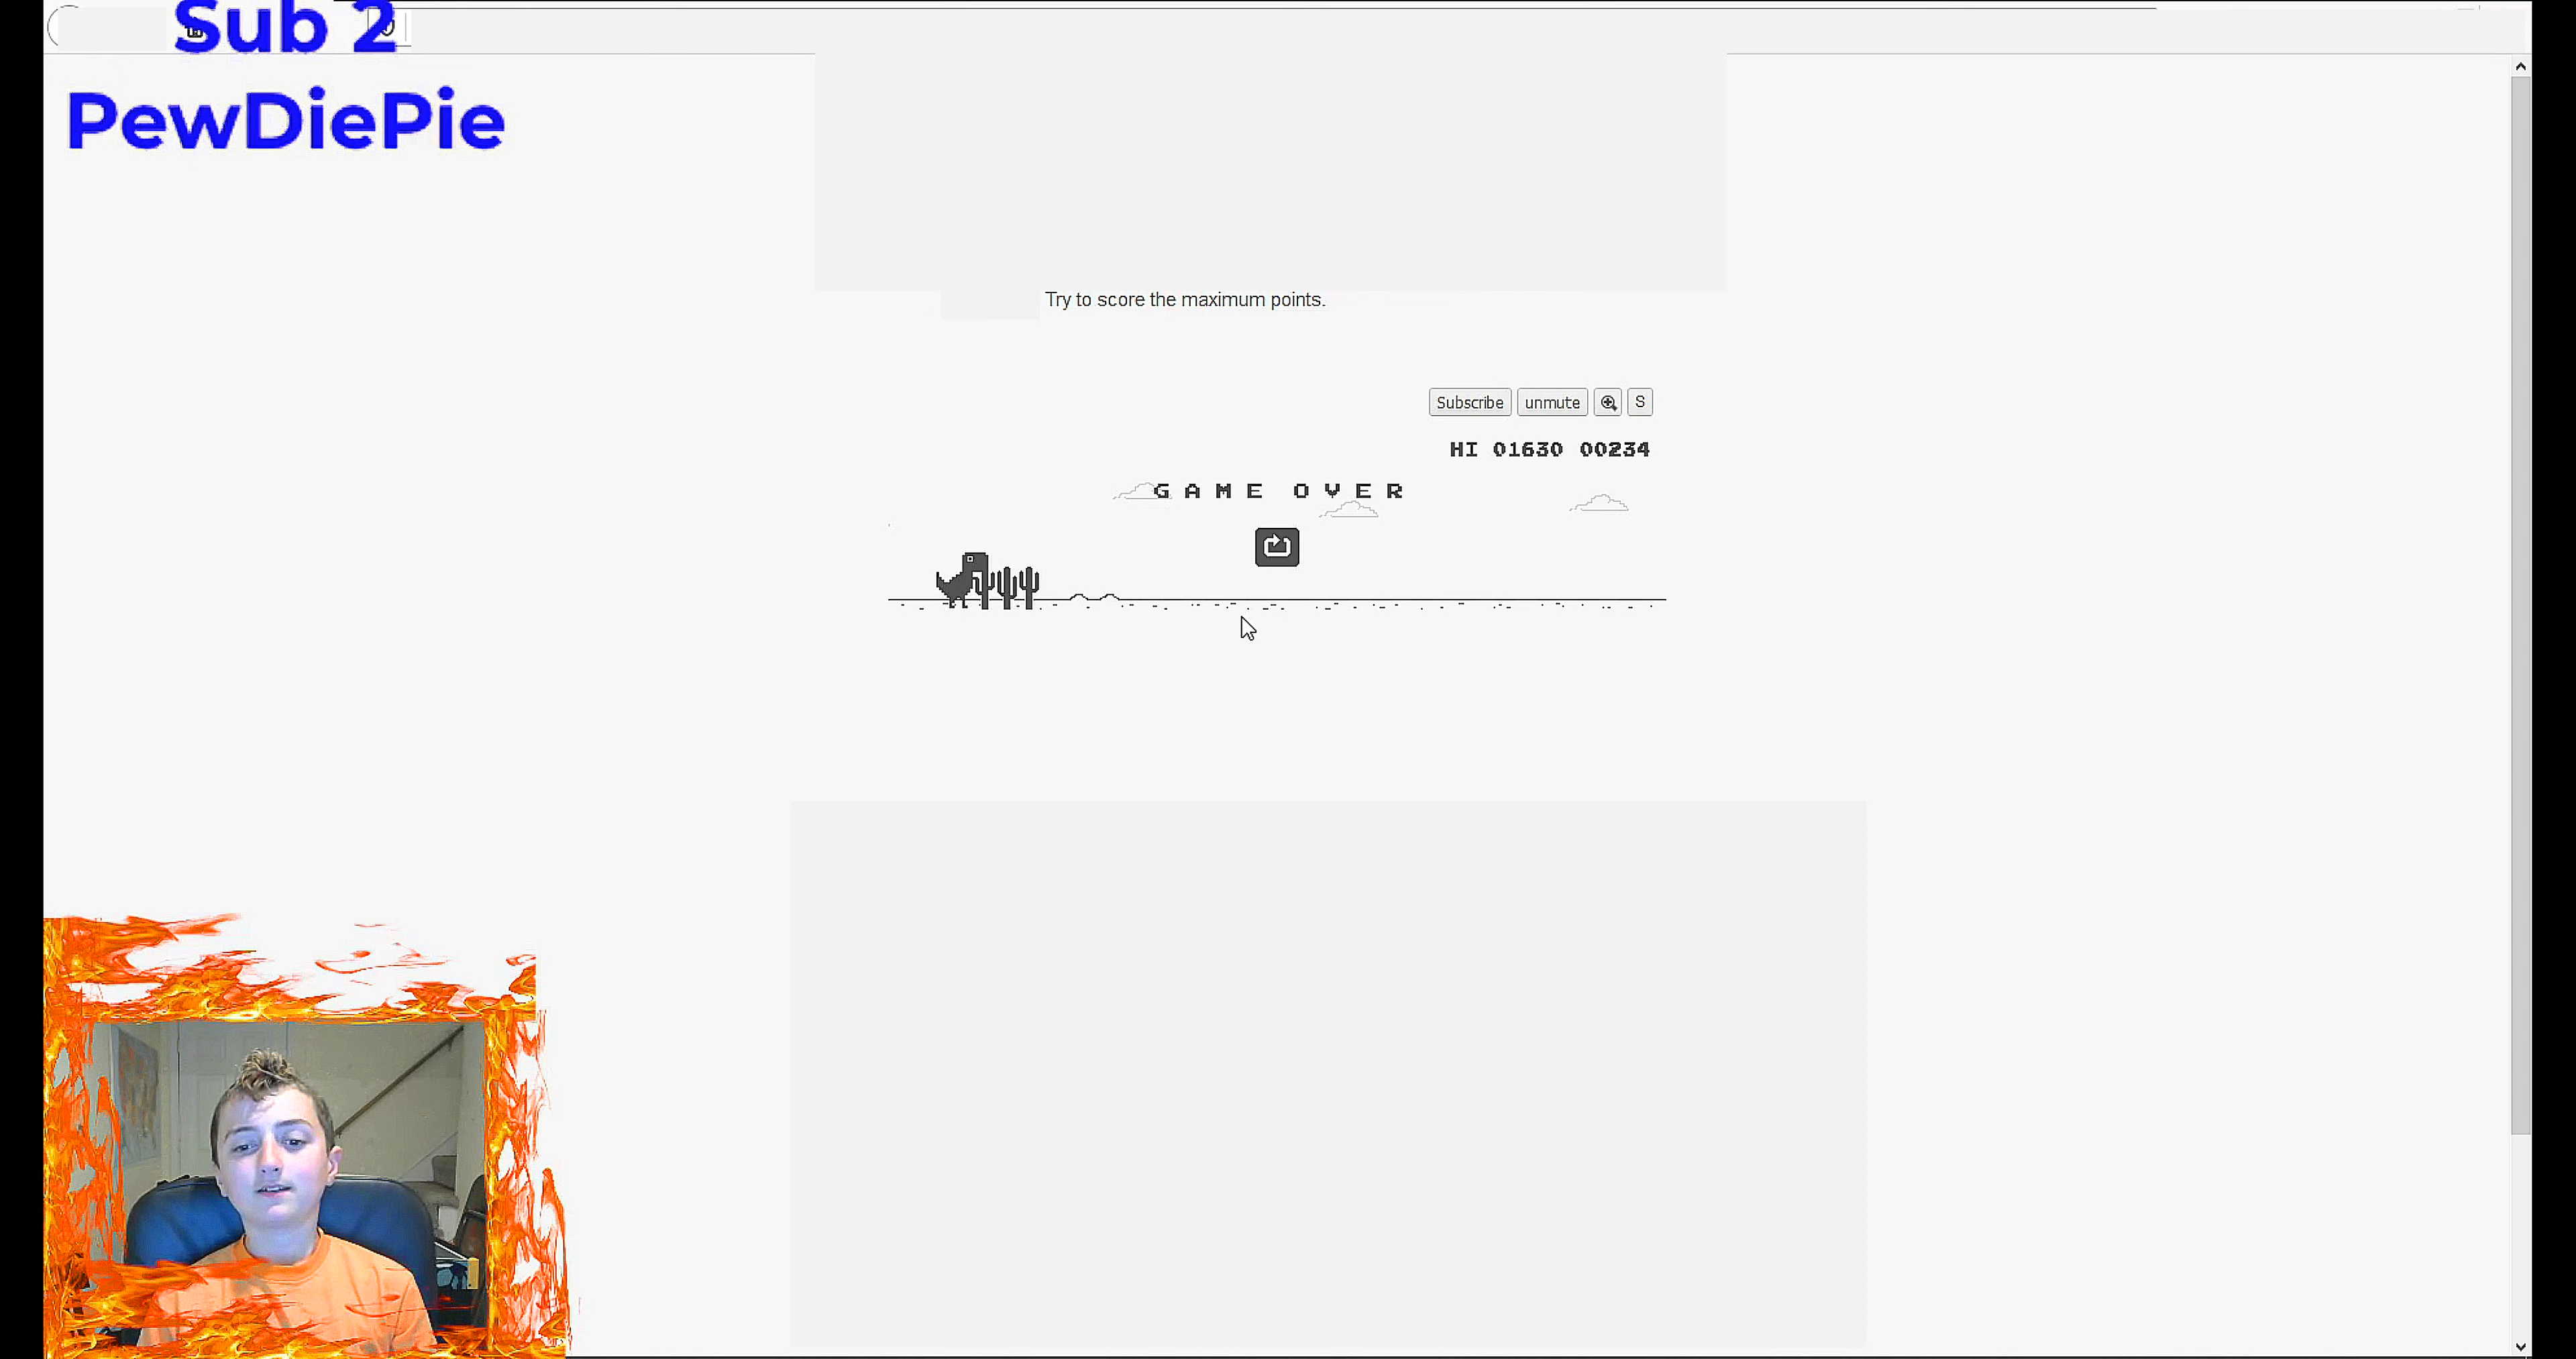 Sub 2
PewDiePie
Try to score the maximum points.
Subscribe unmute S
HI 01630 00234
GAME OVER